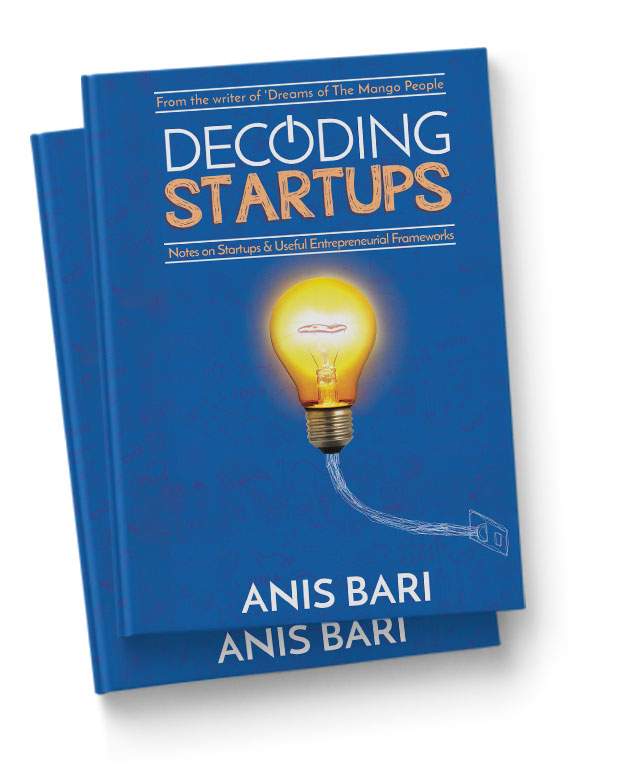 From the writer of 'Dreams of The Mango People
DECODING
STARTUPS
Notes on Startups & Useful Entrepreneurial Frameworks
ANIS BARI
ANIS BARI